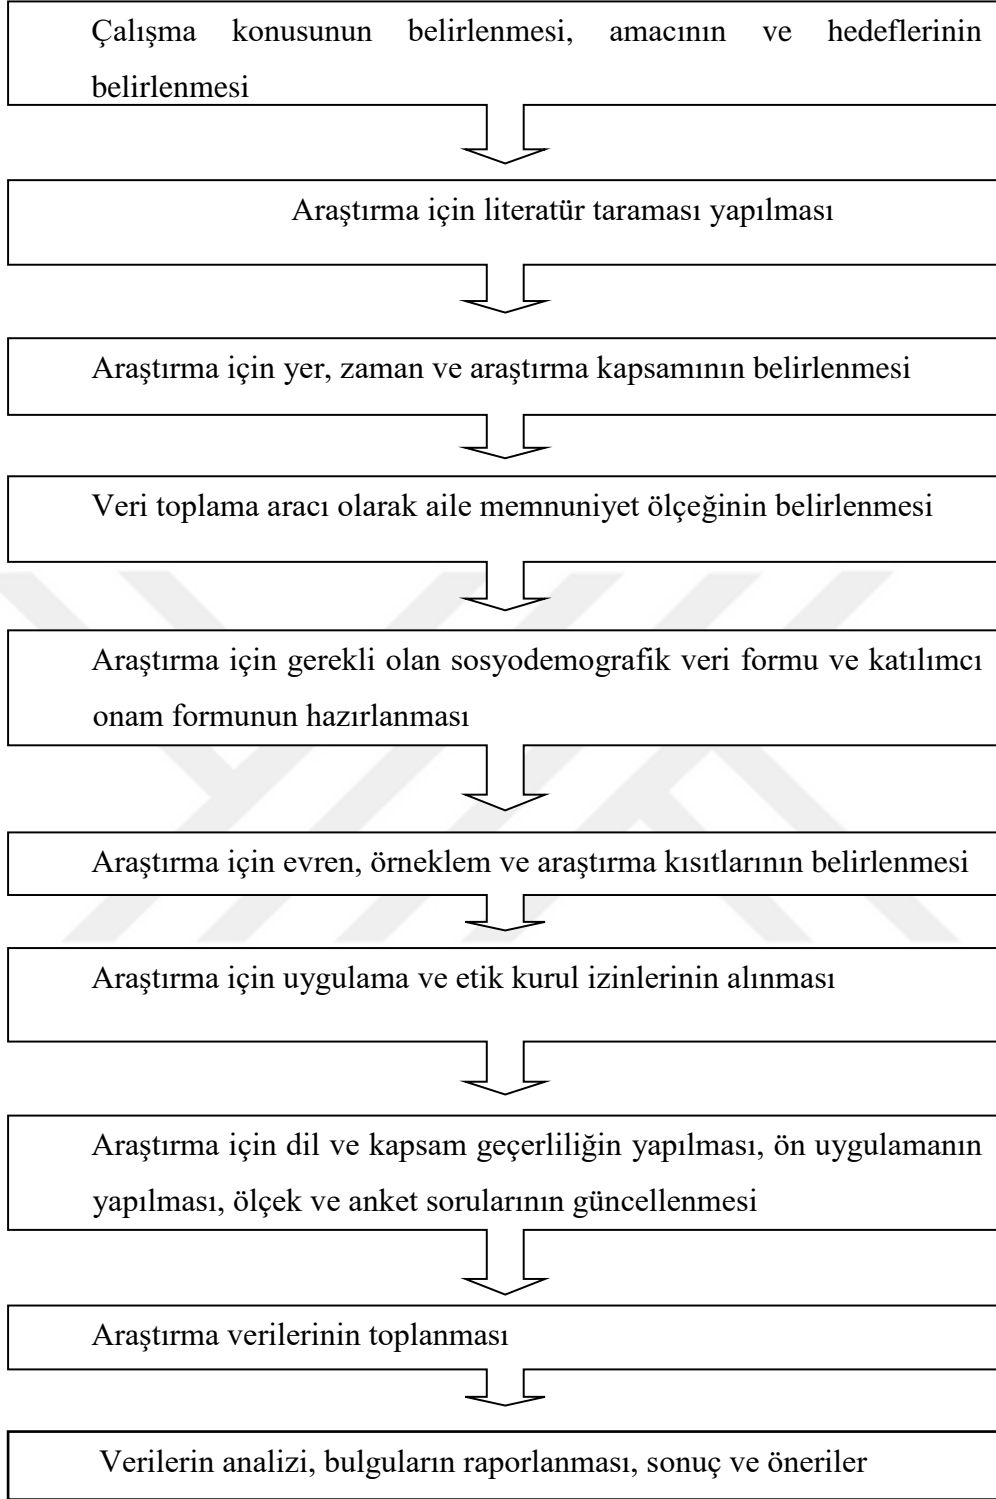 Çalışma konusunun belirlenmesi, amacının ve hedeflerinin
belirlenmesi
Araştırma için literatür taraması yapılması
Araştırma için yer, zaman ve araştırma kapsamının belirlenmesi
Veri toplama aracı olarak aile memnuniyet ölçeğinin belirlenmesi
Araştırma için gerekli olan sosyodemografik veri formu ve katılımcı
onam formunun hazırlanması
Araştırma için evren, örneklem ve araştırma kısıtlarının belirlenmesi
Araştırma için uygulama ve etik kurul izinlerinin alınması
Araştırma için dil ve kapsam geçerliliğin yapılması, ön uygulamanın
yapılması, ölçek ve anket sorularının güncellenmesi
Araştırma verilerinin toplanması
Verilerin analizi, bulguların raporlanması, sonuç ve öneriler